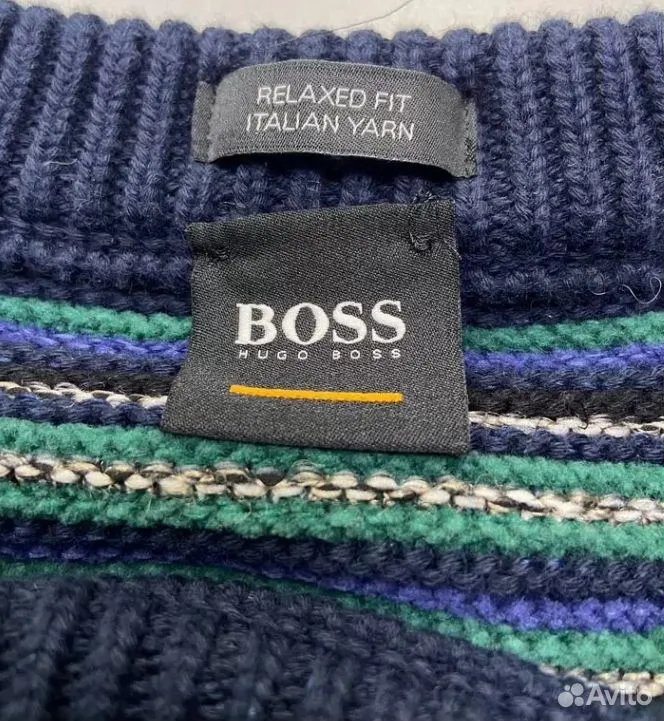 RELAXED FIT
ITALIAN YARN
BOSS
HUGO BOSS
Avito